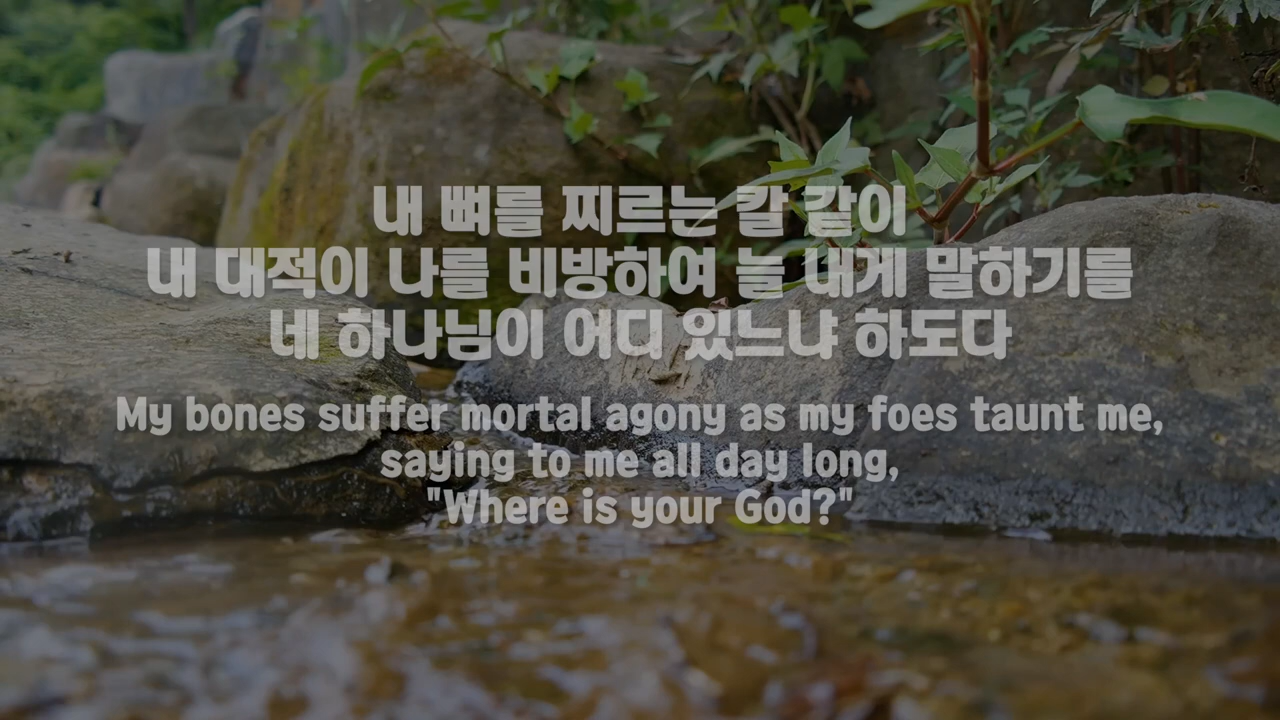 내 뼈를 찌르는 칼 같이
내 대적이 나를 비방하여 늘 내게 말하기를
네 하나님이 어디 있느냐 하도다
My bones suffer mortal agony as my foes taunt me,
saying to me all day long,
"Where is your God?"